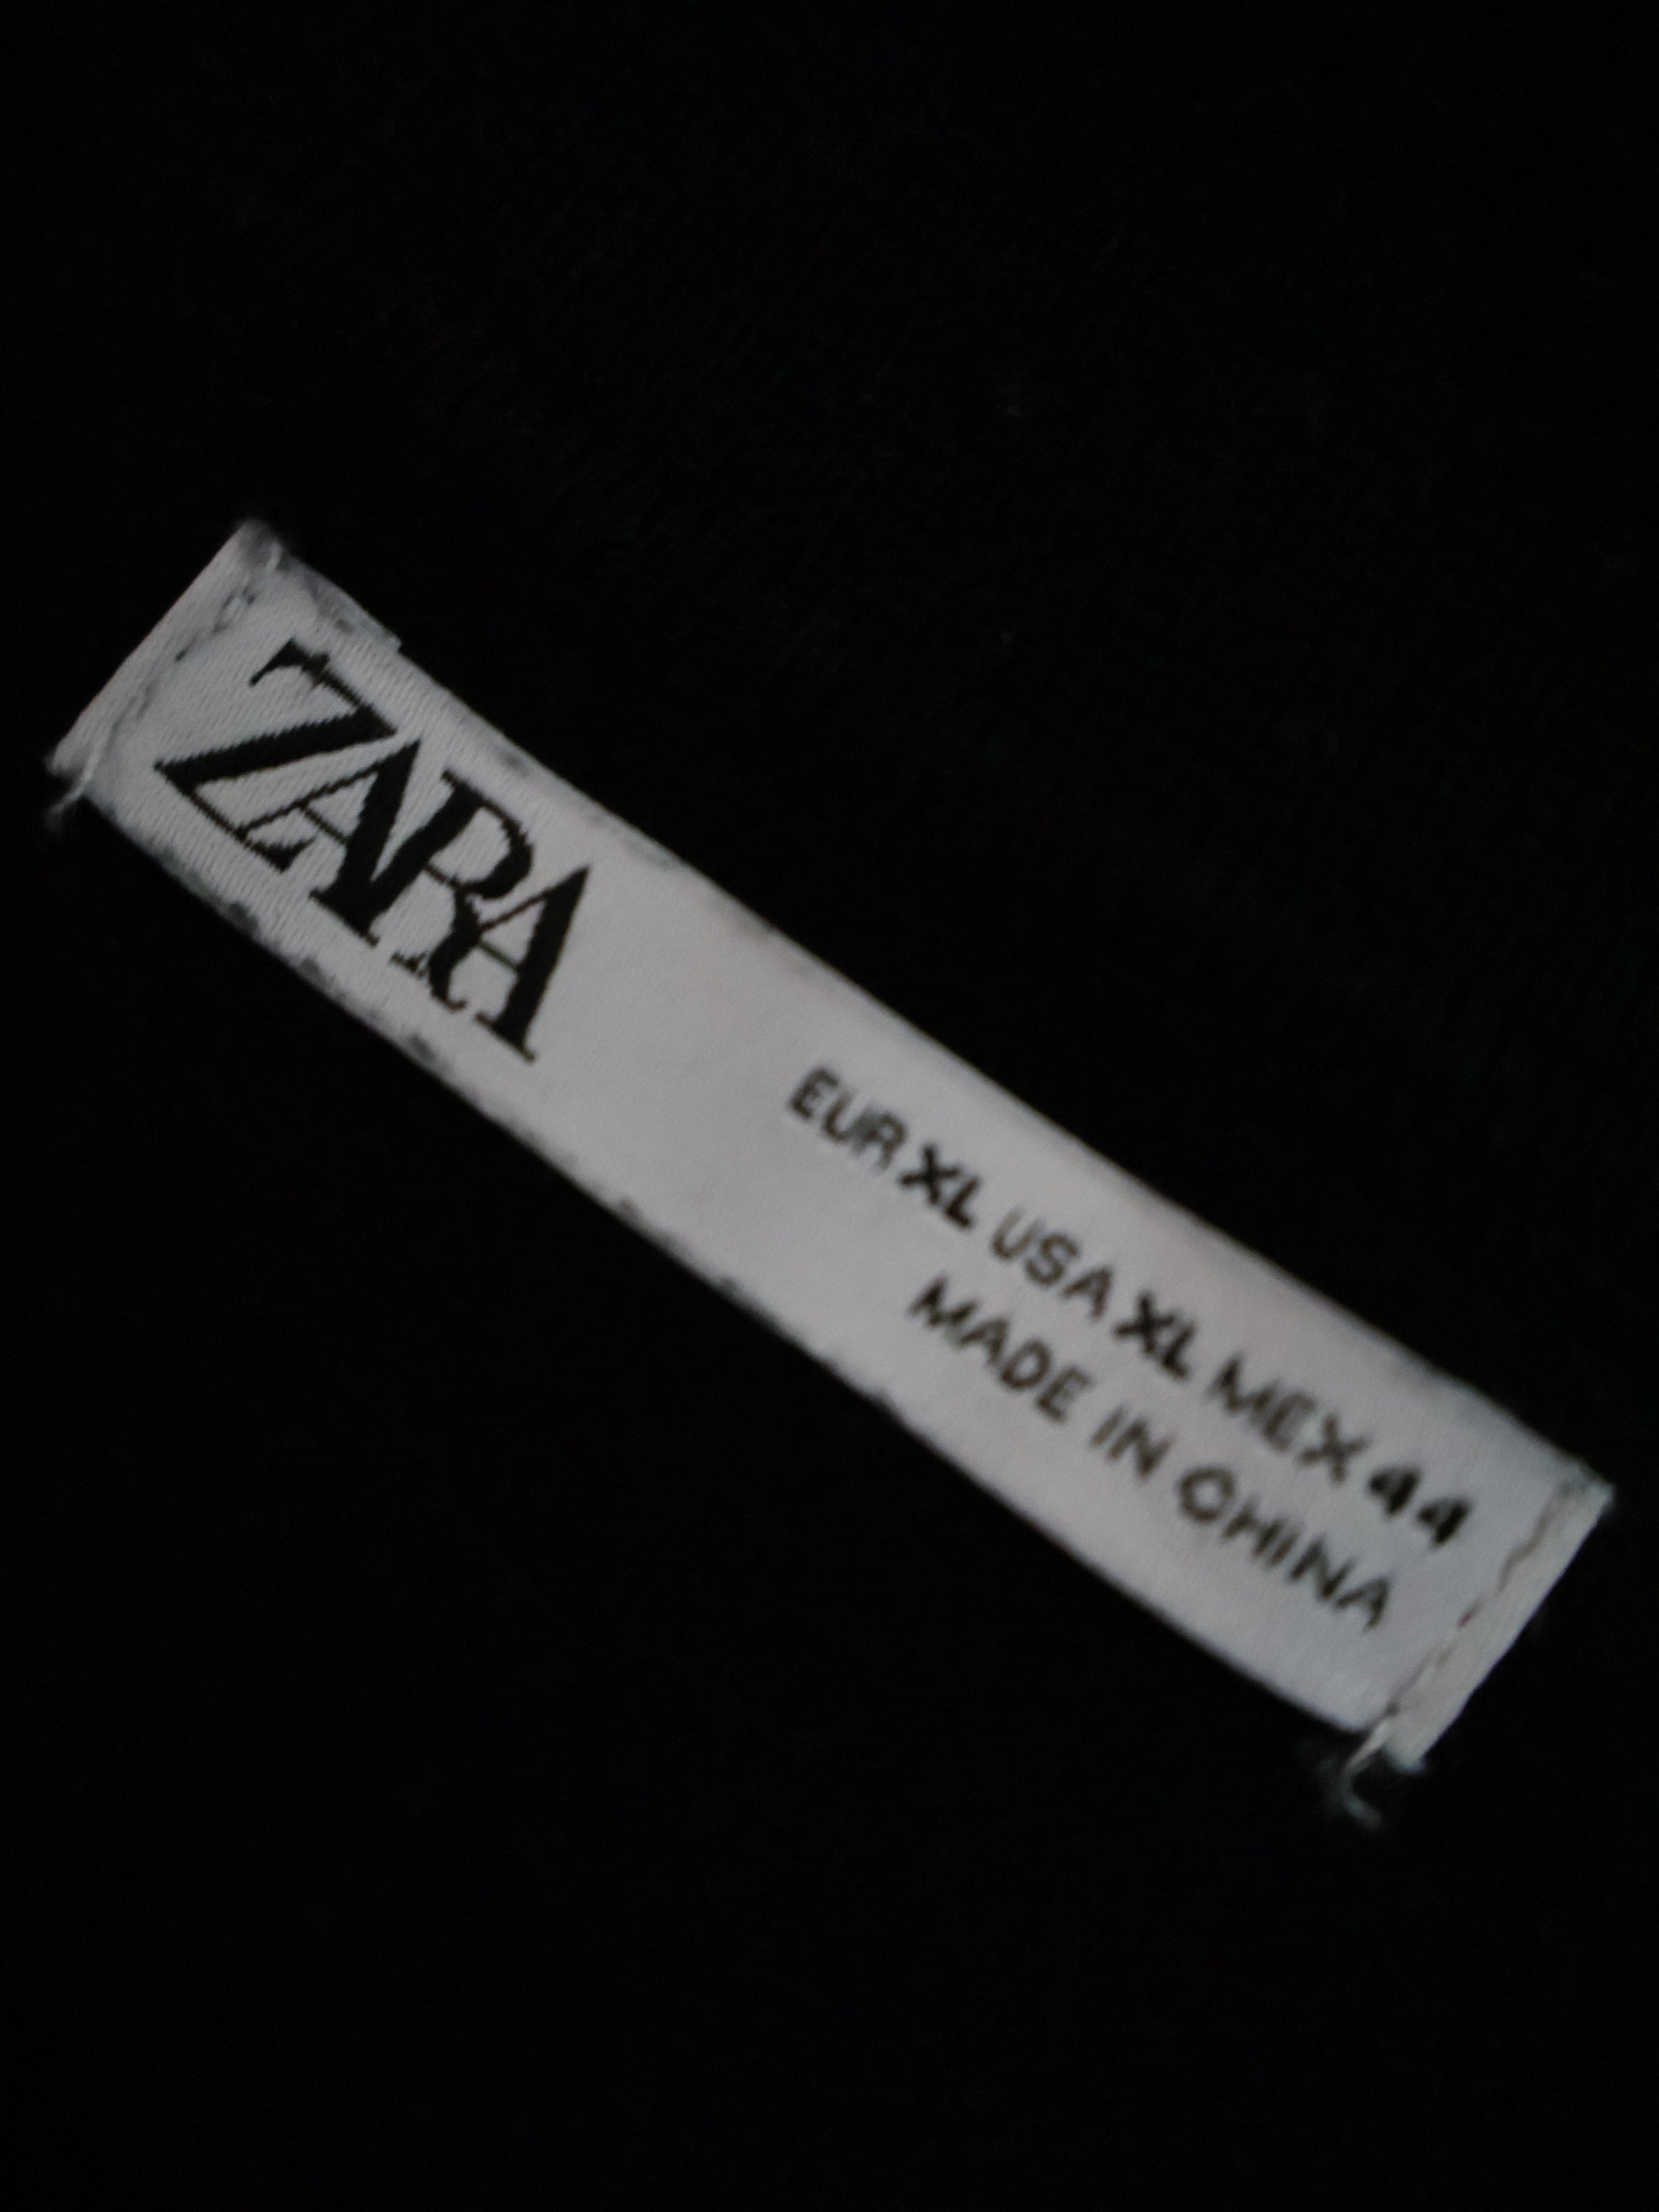 ZARA
EUR XL USA XL MEX 44
MADE IN CHINA